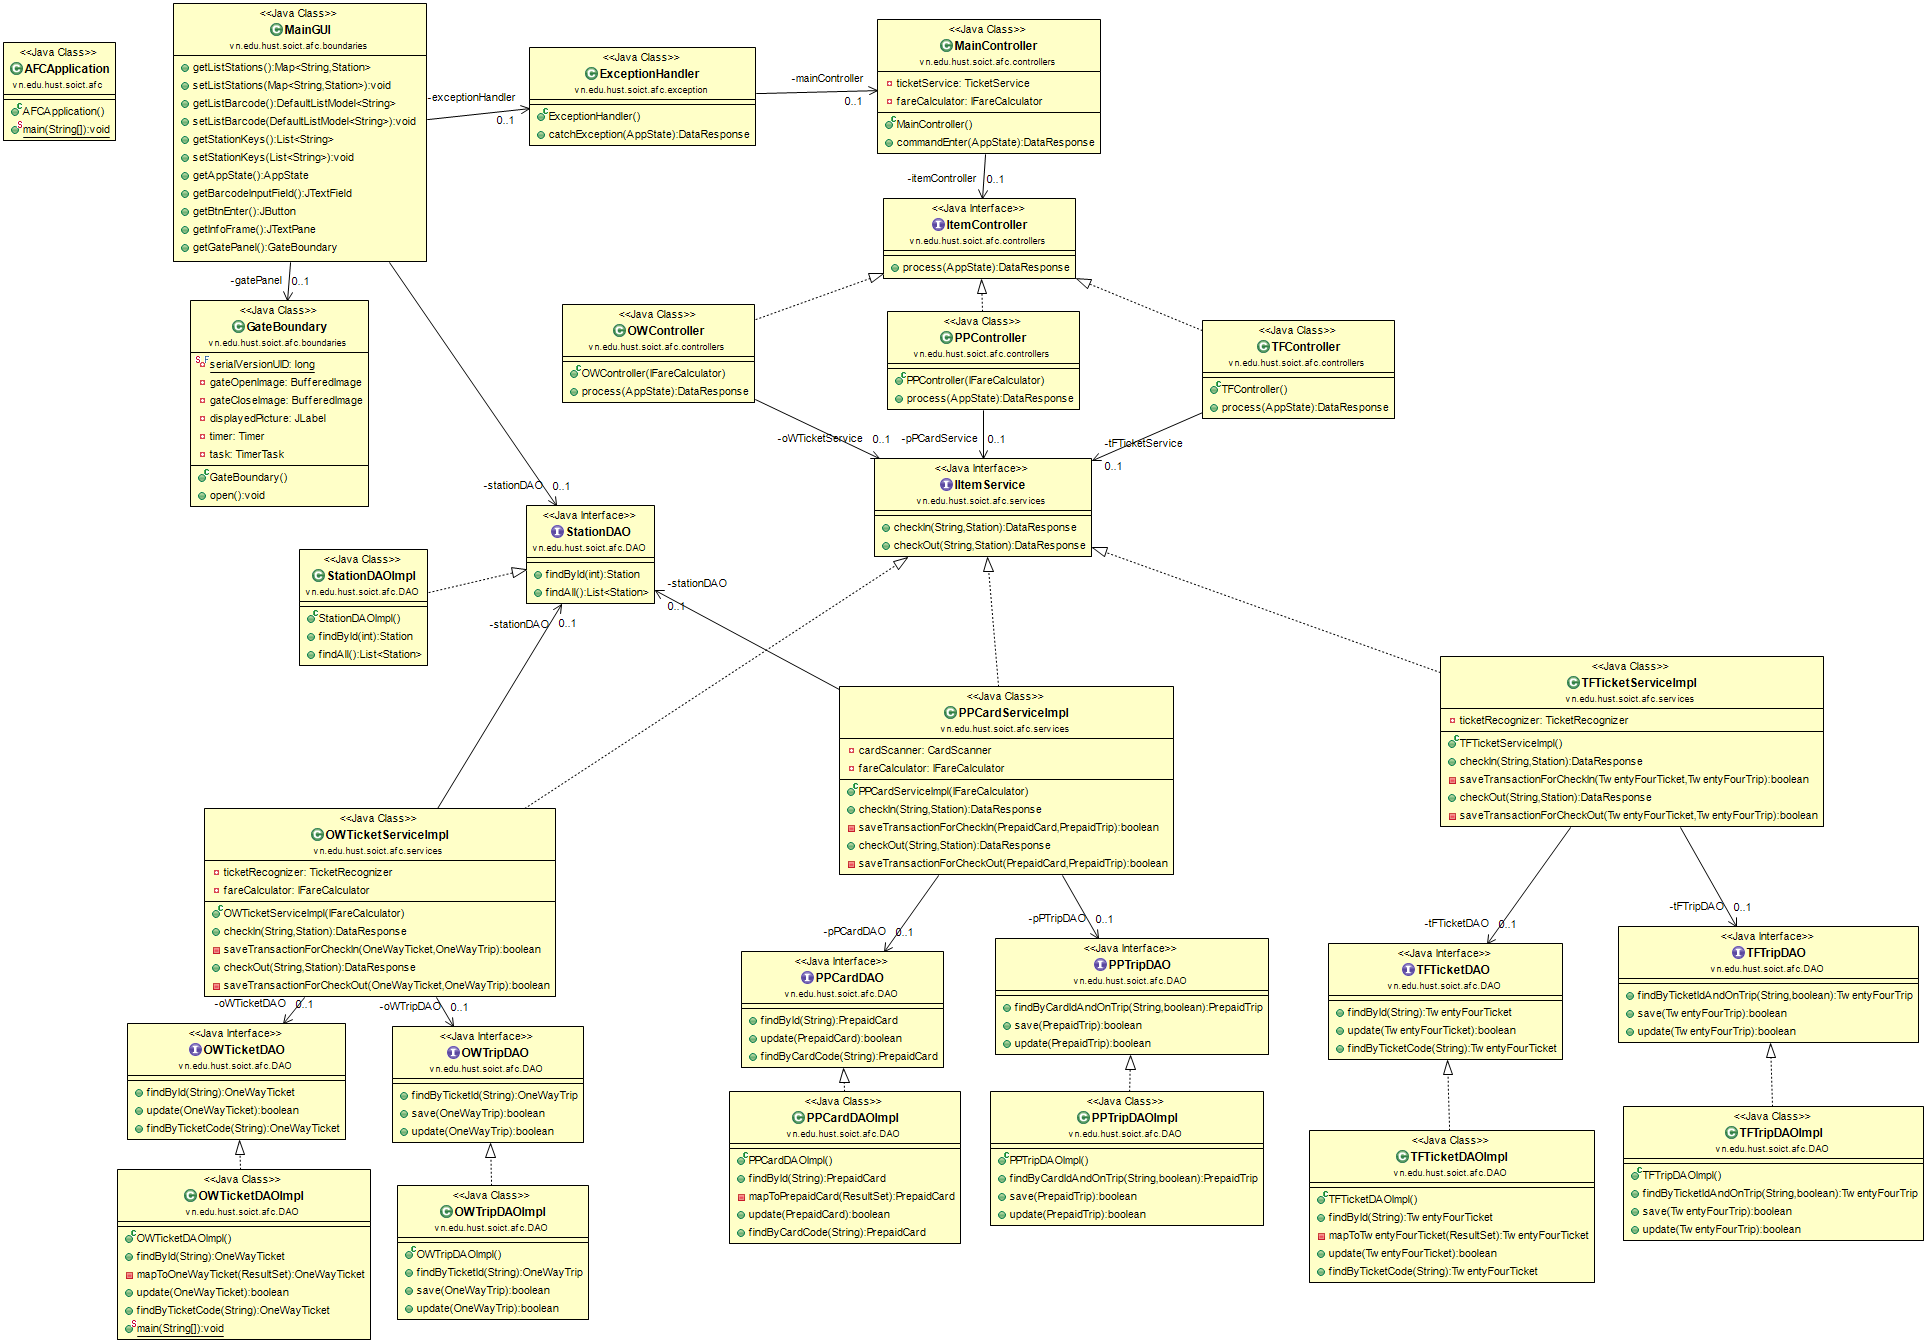 <<Java Class>>
AFCApplication
vn.edu.hust.soict.afc
AFCApplication()
main(String[]):void
<<Java Class>>
MainGUI
vn.edu.hust.soict.afc.boundaries
getListStations():Map<String,Station>
setListStations(Map<String,Station>):void
getListBarcode():DefaultListModel<String>
setListBarcode(DefaultListModel<String>):void
getStationKeys():List<String>
setStationKeys(List<String>):void
getAppState():AppState
getBarcodeInputField():JTextField
getBtnEnter():JButton
getInfoFrame():JTextPane
getGatePanel():GateBoundary
-exceptionHandler
0..1
<<Java Class>>
ExceptionHandler
vn.edu.hust.soict.afc.exception
ExceptionHandler()
catchException(AppState):DataResponse
-mainController
0..1
<<Java Class>>
MainController
vn.edu.hust.soict.afc.controllers
ticketService: TicketService
fareCalculator: IFareCalculator
MainController()
commandEnter(AppState):DataResponse
-itemController
0..1
<<Java Interface>>
ItemController
vn.edu.hust.soict.afc.controllers
process(AppState):DataResponse
-gatePanel
0..1
<<Java Class>>
GateBoundary
vn.edu.hust.soict.afc.boundaries
serialVersionUID: long
gateOpenImage: BufferedImage
gateCloseImage: BufferedImage
displayedPicture: JLabel
timer: Timer
task: TimerTask
GateBoundary()
open():void
<<Java Class>>
OWController
vn.edu.hust.soict.afc.controllers
OWController(IFareCalculator)
process(AppState):DataResponse
<<Java Class>>
PPController
vn.edu.hust.soict.afc.controllers
PPController(IFareCalculator)
process(AppState):DataResponse
<<Java Class>>
TFController
vn.edu.hust.soict.afc.controllers
TFController()
process(AppState):DataResponse
-oWTicketService
0..1
-pPCardService
0..1
-tFTicketService
0..1
<<Java Interface>>
IItemService
vn.edu.hust.soict.afc.services
checkIn(String,Station):DataResponse
checkOut(String,Station):DataResponse
-stationDAO
0..1
<<Java Interface>>
StationDAO
vn.edu.hust.soict.afc.DAO
findById(int):Station
findAll():List<Station>
<<Java Class>>
StationDAOImpl
vn.edu.hust.soict.afc.DAO
StationDAOImpl()
findById(int):Station
findAll():List<Station>
-stationDAO
0..1
-stationDAO
0..1
<<Java Class>>
PPCardServiceImpl
vn.edu.hust.soict.afc.services
cardScanner: CardScanner
fareCalculator: IFareCalculator
PPCardServiceImpl(IFareCalculator)
checkIn(String,Station):DataResponse
saveTransactionForCheckIn(PrepaidCard,PrepaidTrip):boolean
checkOut(String,Station):DataResponse
saveTransactionForCheckOut(PrepaidCard,PrepaidTrip):boolean
<<Java Class>>
TFTicketServiceImpl
vn.edu.hust.soict.afc.services
ticketRecognizer: TicketRecognizer
TFTicketServiceImpl()
checkIn(String,Station):DataResponse
saveTransactionForCheckIn(TwentyFourTicket,TwentyFourTrip):boolean
checkOut(String,Station):DataResponse
saveTransactionForCheckOut(TwentyFourTicket,TwentyFourTrip):boolean
<<Java Class>>
OWTicketServiceImpl
vn.edu.hust.soict.afc.services
ticketRecognizer: TicketRecognizer
fareCalculator: IFareCalculator
OWTicketServiceImpl(IFareCalculator)
checkIn(String,Station):DataResponse
saveTransactionForCheckIn(OneWayTicket,OneWayTrip):boolean
checkOut(String,Station):DataResponse
saveTransactionForCheckOut(OneWayTicket,OneWayTrip):boolean
-oWTicketDAO
0..1
-oWTripDAO
0..1
-pPCardDAO
0..1
-pPTripDAO
0..1
-tFTicketDAO
0..1
-tFTripDAO
0..1
<<Java Interface>>
OWTicketDAO
vn.edu.hust.soict.afc.DAO
findById(String):OneWayTicket
update(OneWayTicket):boolean
findByTicketCode(String):OneWayTicket
<<Java Interface>>
OWTripDAO
vn.edu.hust.soict.afc.DAO
findByTicketId(String):OneWayTrip
save(OneWayTrip):boolean
update(OneWayTrip):boolean
<<Java Interface>>
PPCardDAO
vn.edu.hust.soict.afc.DAO
findById(String):PrepaidCard
update(PrepaidCard):boolean
findByCardCode(String):PrepaidCard
<<Java Interface>>
PPTripDAO
vn.edu.hust.soict.afc.DAO
findByCardIdAndOnTrip(String,boolean):PrepaidTrip
save(PrepaidTrip):boolean
update(PrepaidTrip):boolean
<<Java Interface>>
TFTicketDAO
vn.edu.hust.soict.afc.DAO
findById(String):TwentyFourTicket
update(TwentyFourTicket):boolean
findByTicketCode(String):TwentyFourTicket
<<Java Interface>>
TFTripDAO
vn.edu.hust.soict.afc.DAO
findByTicketIdAndOnTrip(String,boolean):TwentyFourTrip
save(TwentyFourTrip):boolean
update(TwentyFourTrip):boolean
<<Java Class>>
OWTicketDAOImpl
vn.edu.hust.soict.afc.DAO
OWTicketDAOImpl()
findById(String):OneWayTicket
mapToOneWayTicket(ResultSet):OneWayTicket
update(OneWayTicket):boolean
findByTicketCode(String):OneWayTicket
main(String[]):void
<<Java Class>>
OWTripDAOImpl
vn.edu.hust.soict.afc.DAO
OWTripDAOImpl()
findByTicketId(String):OneWayTrip
save(OneWayTrip):boolean
update(OneWayTrip):boolean
<<Java Class>>
PPCardDAOImpl
vn.edu.hust.soict.afc.DAO
PPCardDAOImpl()
findById(String):PrepaidCard
mapToPrepaidCard(ResultSet):PrepaidCard
update(PrepaidCard):boolean
findByCardCode(String):PrepaidCard
<<Java Class>>
PPTripDAOImpl
vn.edu.hust.soict.afc.DAO
PPTripDAOImpl()
findByCardIdAndOnTrip(String,boolean):PrepaidTrip
save(PrepaidTrip):boolean
update(PrepaidTrip):boolean
<<Java Class>>
TFTicketDAOImpl
vn.edu.hust.soict.afc.DAO
TFTicketDAOImpl()
findById(String):TwentyFourTicket
mapToTwentyFourTicket(ResultSet):TwentyFourTicket
update(TwentyFourTicket):boolean
findByTicketCode(String):TwentyFourTicket
<<Java Class>>
TFTripDAOImpl
vn.edu.hust.soict.afc.DAO
TFTripDAOImpl()
findByTicketIdAndOnTrip(String,boolean):TwentyFourTrip
save(TwentyFourTrip):boolean
update(TwentyFourTrip):boolean